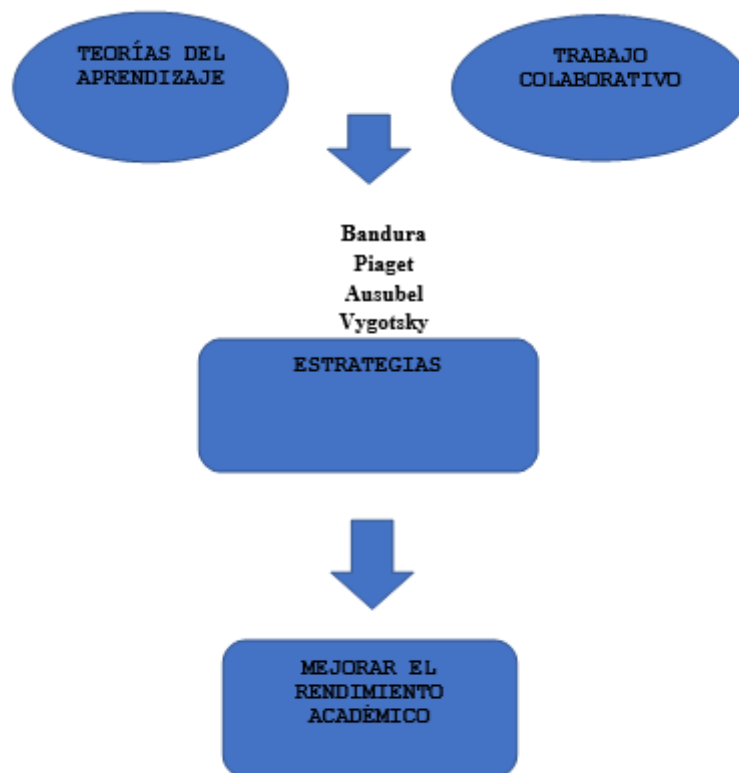 TEORÍAS DEL
APRENDIZAJE
TRABAJO
COLABORATIVO
Bandura
Piaget
Ausubel
Vygotsky
ESTRATEGIAS
MEJORAR EL
RENDIMIENTO
ACADÉMICO